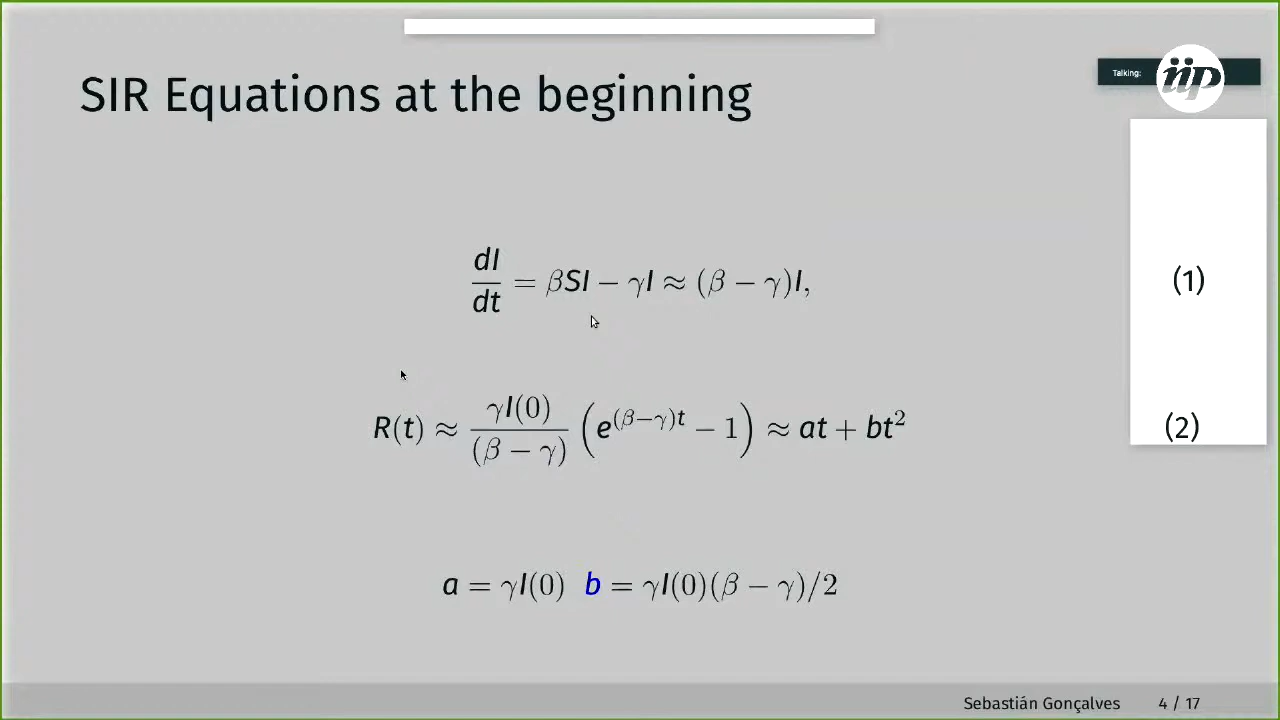 Talking:
iip
SIR Equations at the beginning
dI/dt = βSI − γI ≈ (β − γ)I, (1)
R(t) ≈ γI(0)/(β − γ) (e^{(β−γ)t} − 1) ≈ at + bt² (2)
a = γI(0) b = γI(0)(β − γ)/2
Sebastián Gonçalves 4 / 17